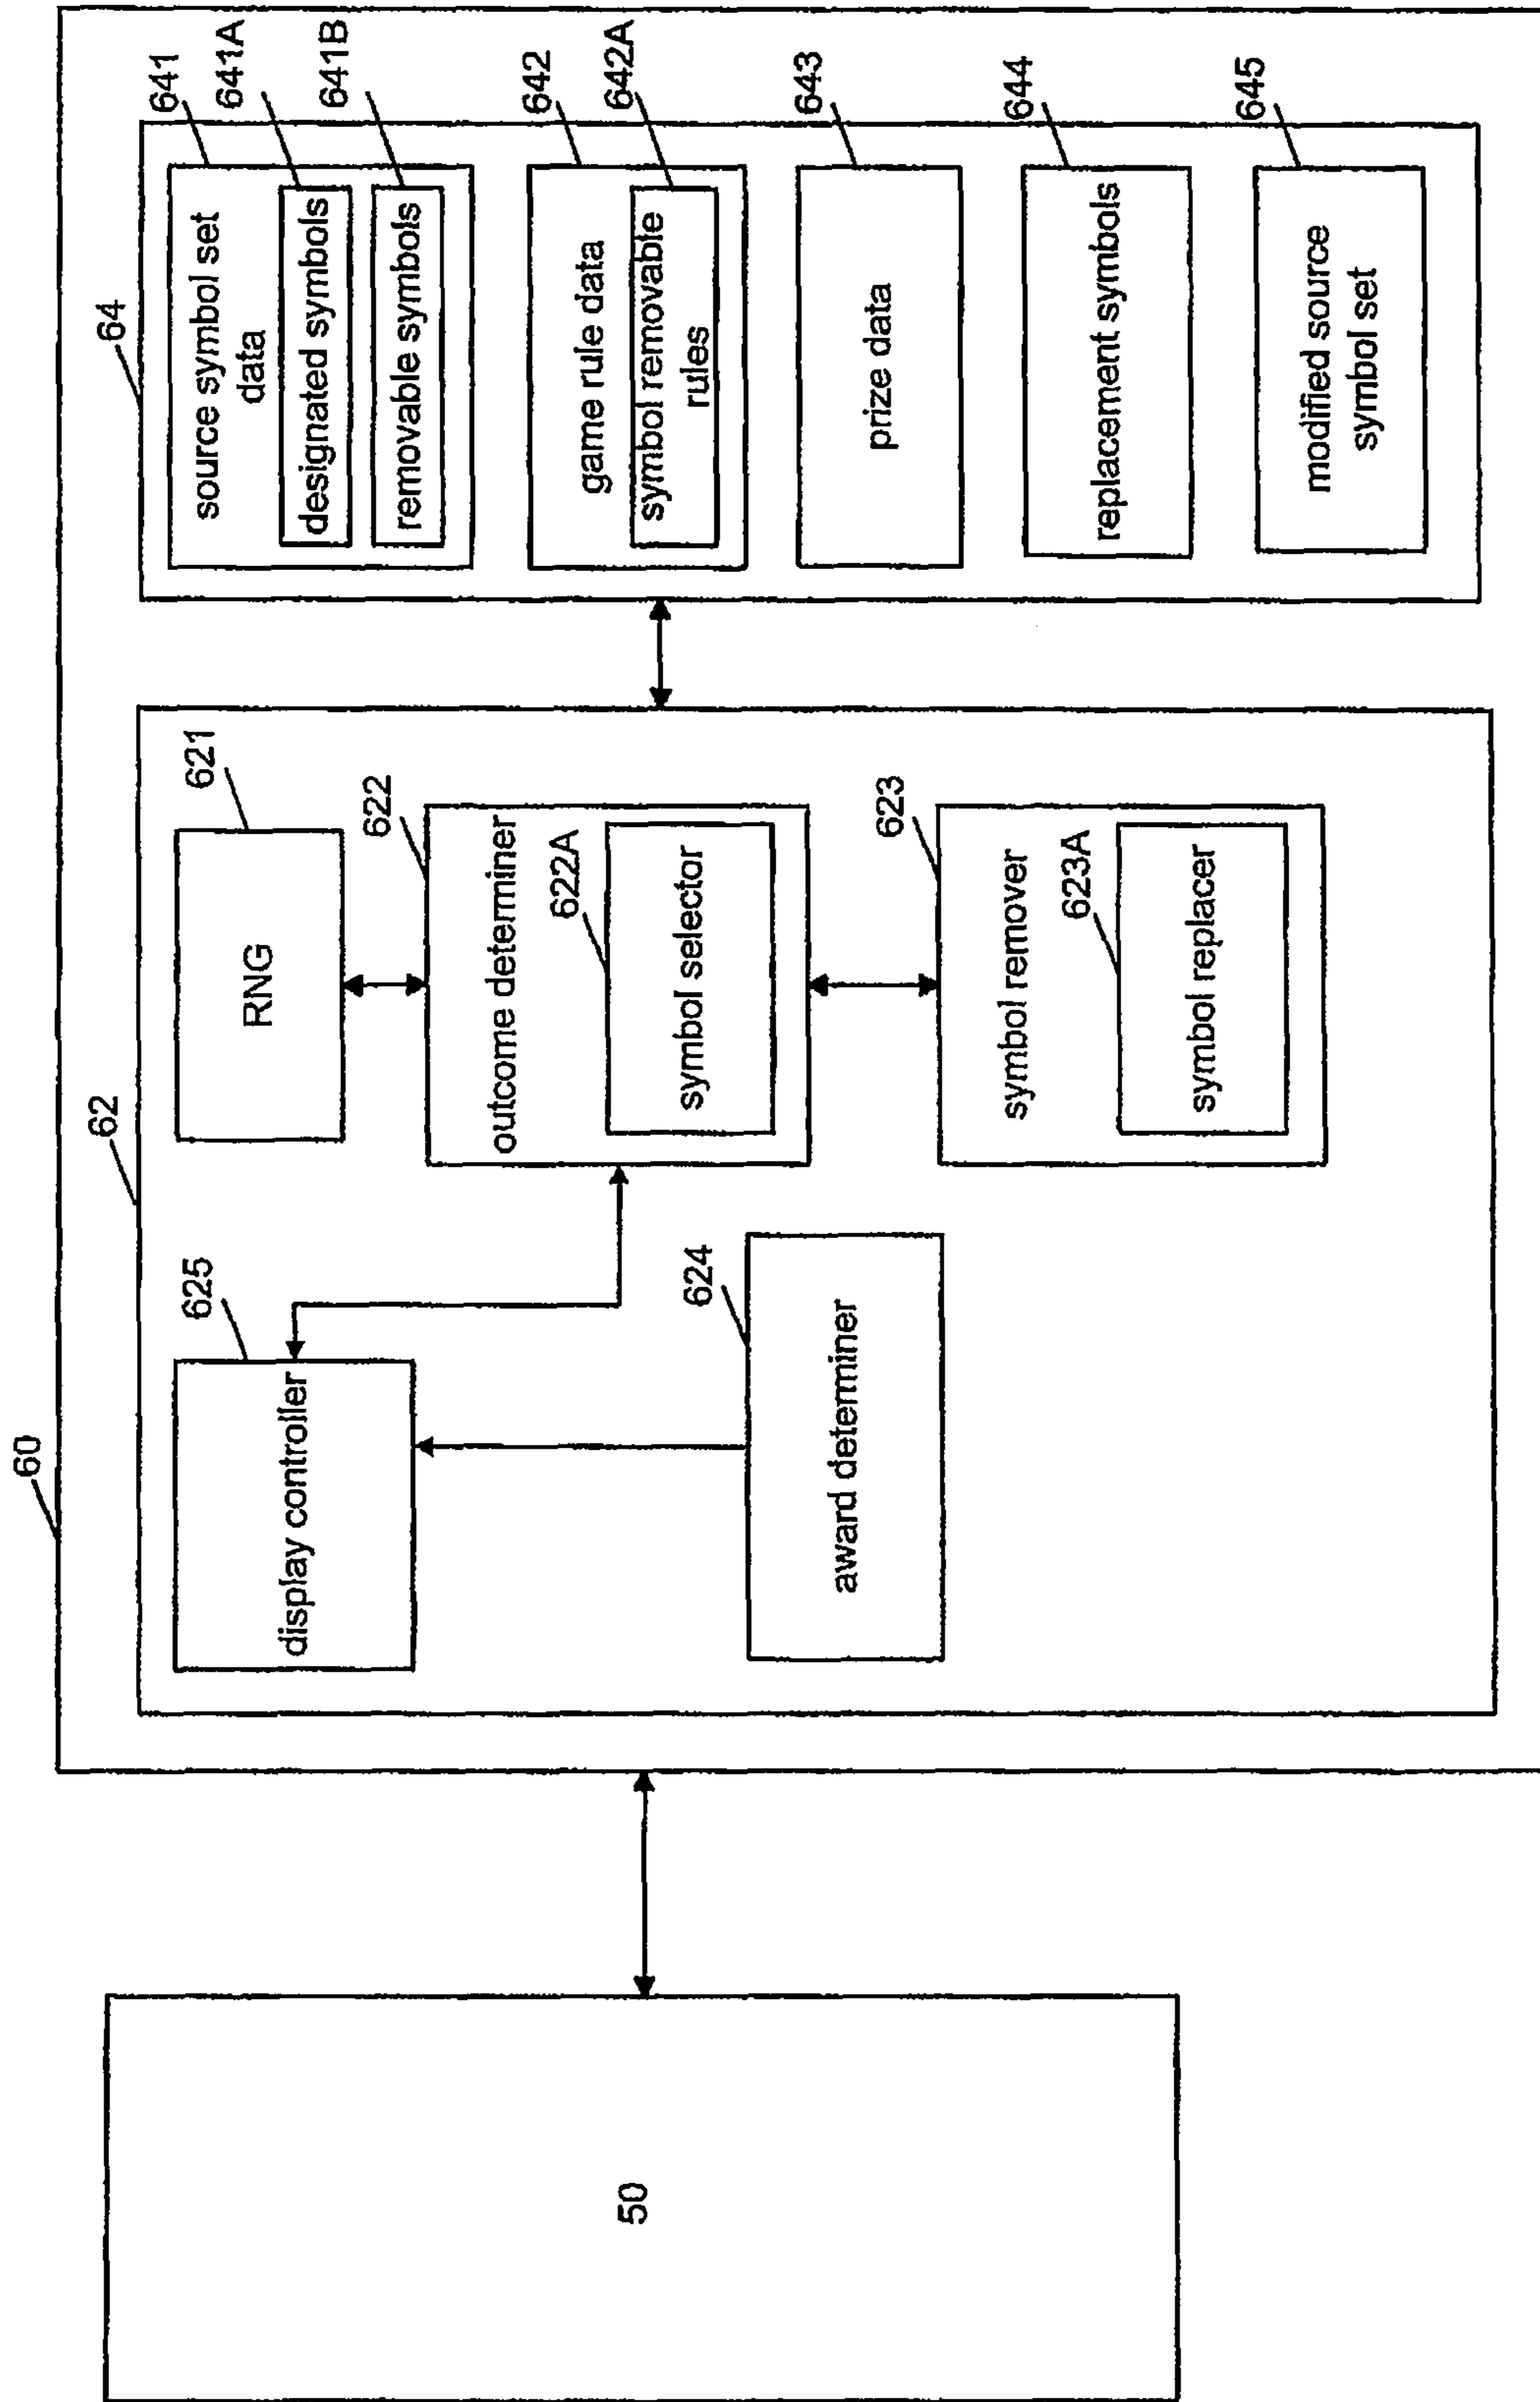 60
50
62
625
display controller
624
award determiner
621
RNG
622
outcome determiner
622A
symbol selector
623
symbol remover
623A
symbol replacer
64
641
641A
641B
source symbol set
data
designated symbols
removable symbols
642
642A
game rule data
symbol removable
rules
643
prize data
644
replacement symbols
645
modified source
symbol set